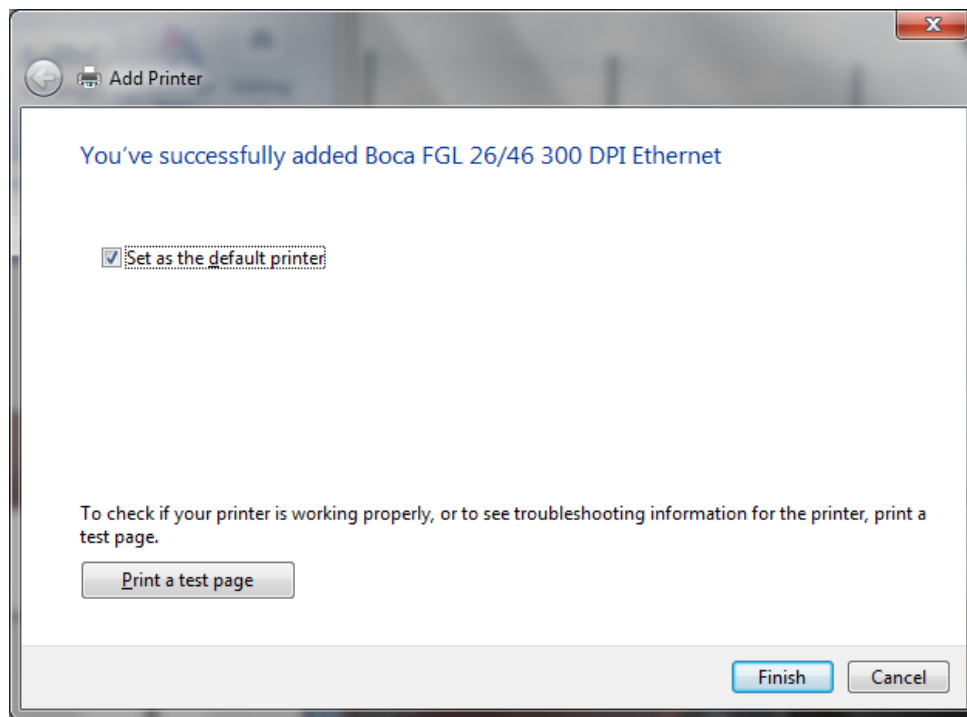 Add Printer
You've successfully added Boca FGL 26/46 300 DPI Ethernet
Set as the default printer
To check if your printer is working properly, or to see troubleshooting information for the printer, print a
test page.
Print a test page
Finish
Cancel